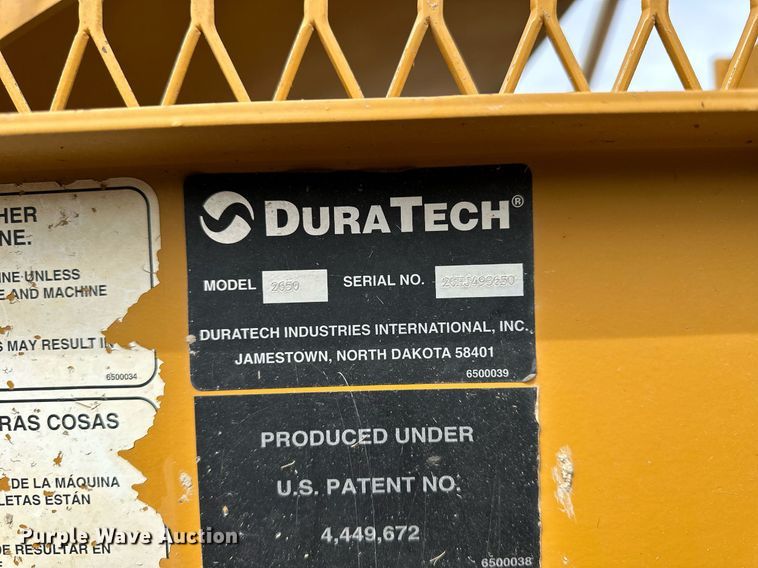 HER
NE.
INE UNLESS
E AND MACHINE
S MAY RESULT IN
6500034
RAS COSAS
DE LA MÁQUINA
LETAS ESTÁN
DE RESULTAR EN
DURATECH®
MODEL 2650 SERIAL NO.
DURATECH INDUSTRIES INTERNATIONAL, INC.
JAMESTOWN, NORTH DAKOTA 58401
6500039
PRODUCED UNDER
U.S. PATENT NO.
4,449,672
6500038
Purple Wave Auction